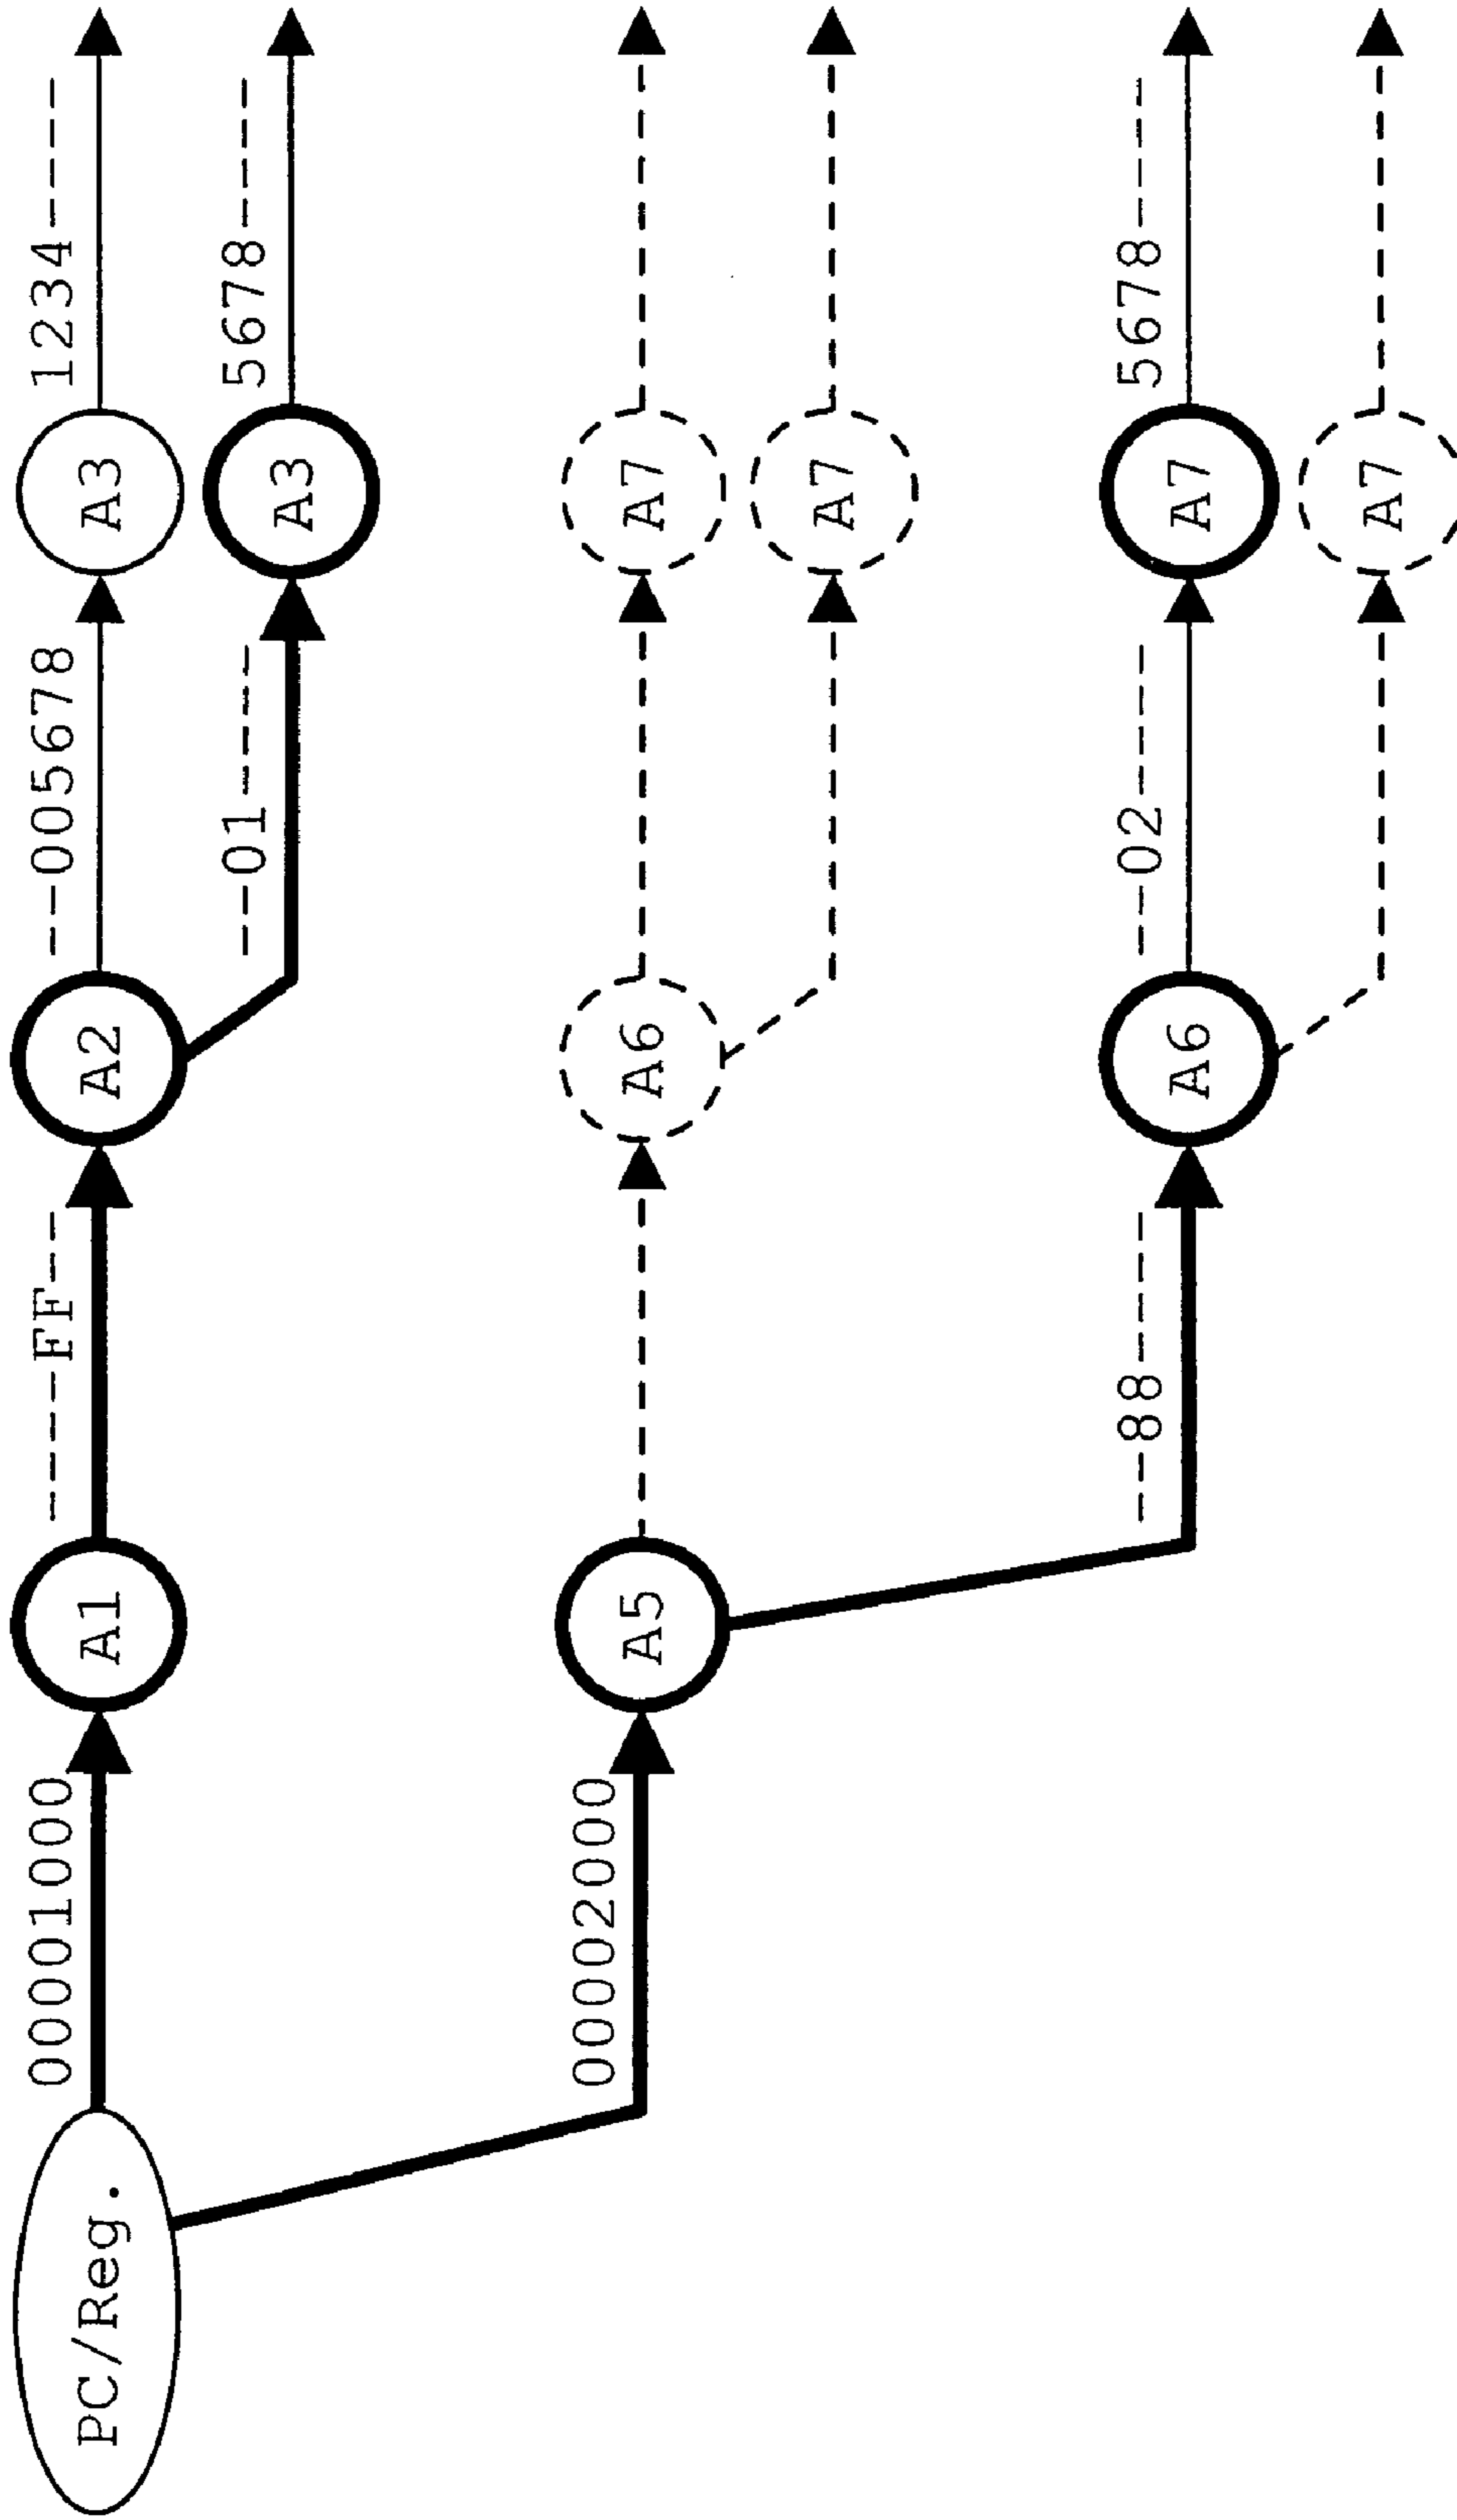 PC/Reg.
00001000
A1
----FF--
A2
--005678
A3
1234----
--01----
A3
5678----
00002000
A5
A6
A7
A7
--88----
A6
--02----
A7
5678----
A7